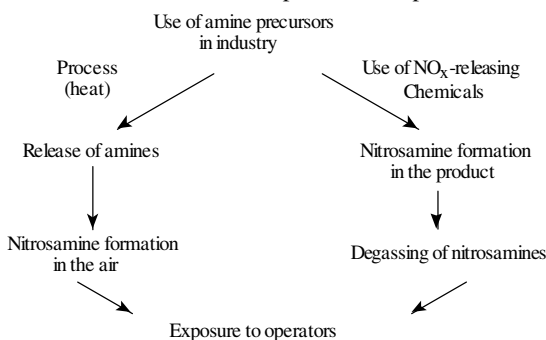 Use of amine precursors
in industry
Process
(heat)
Use of NOx-releasing
Chemicals
Release of amines
Nitrosamine formation
in the product
Nitrosamine formation
in the air
Degassing of nitrosamines
Exposure to operators